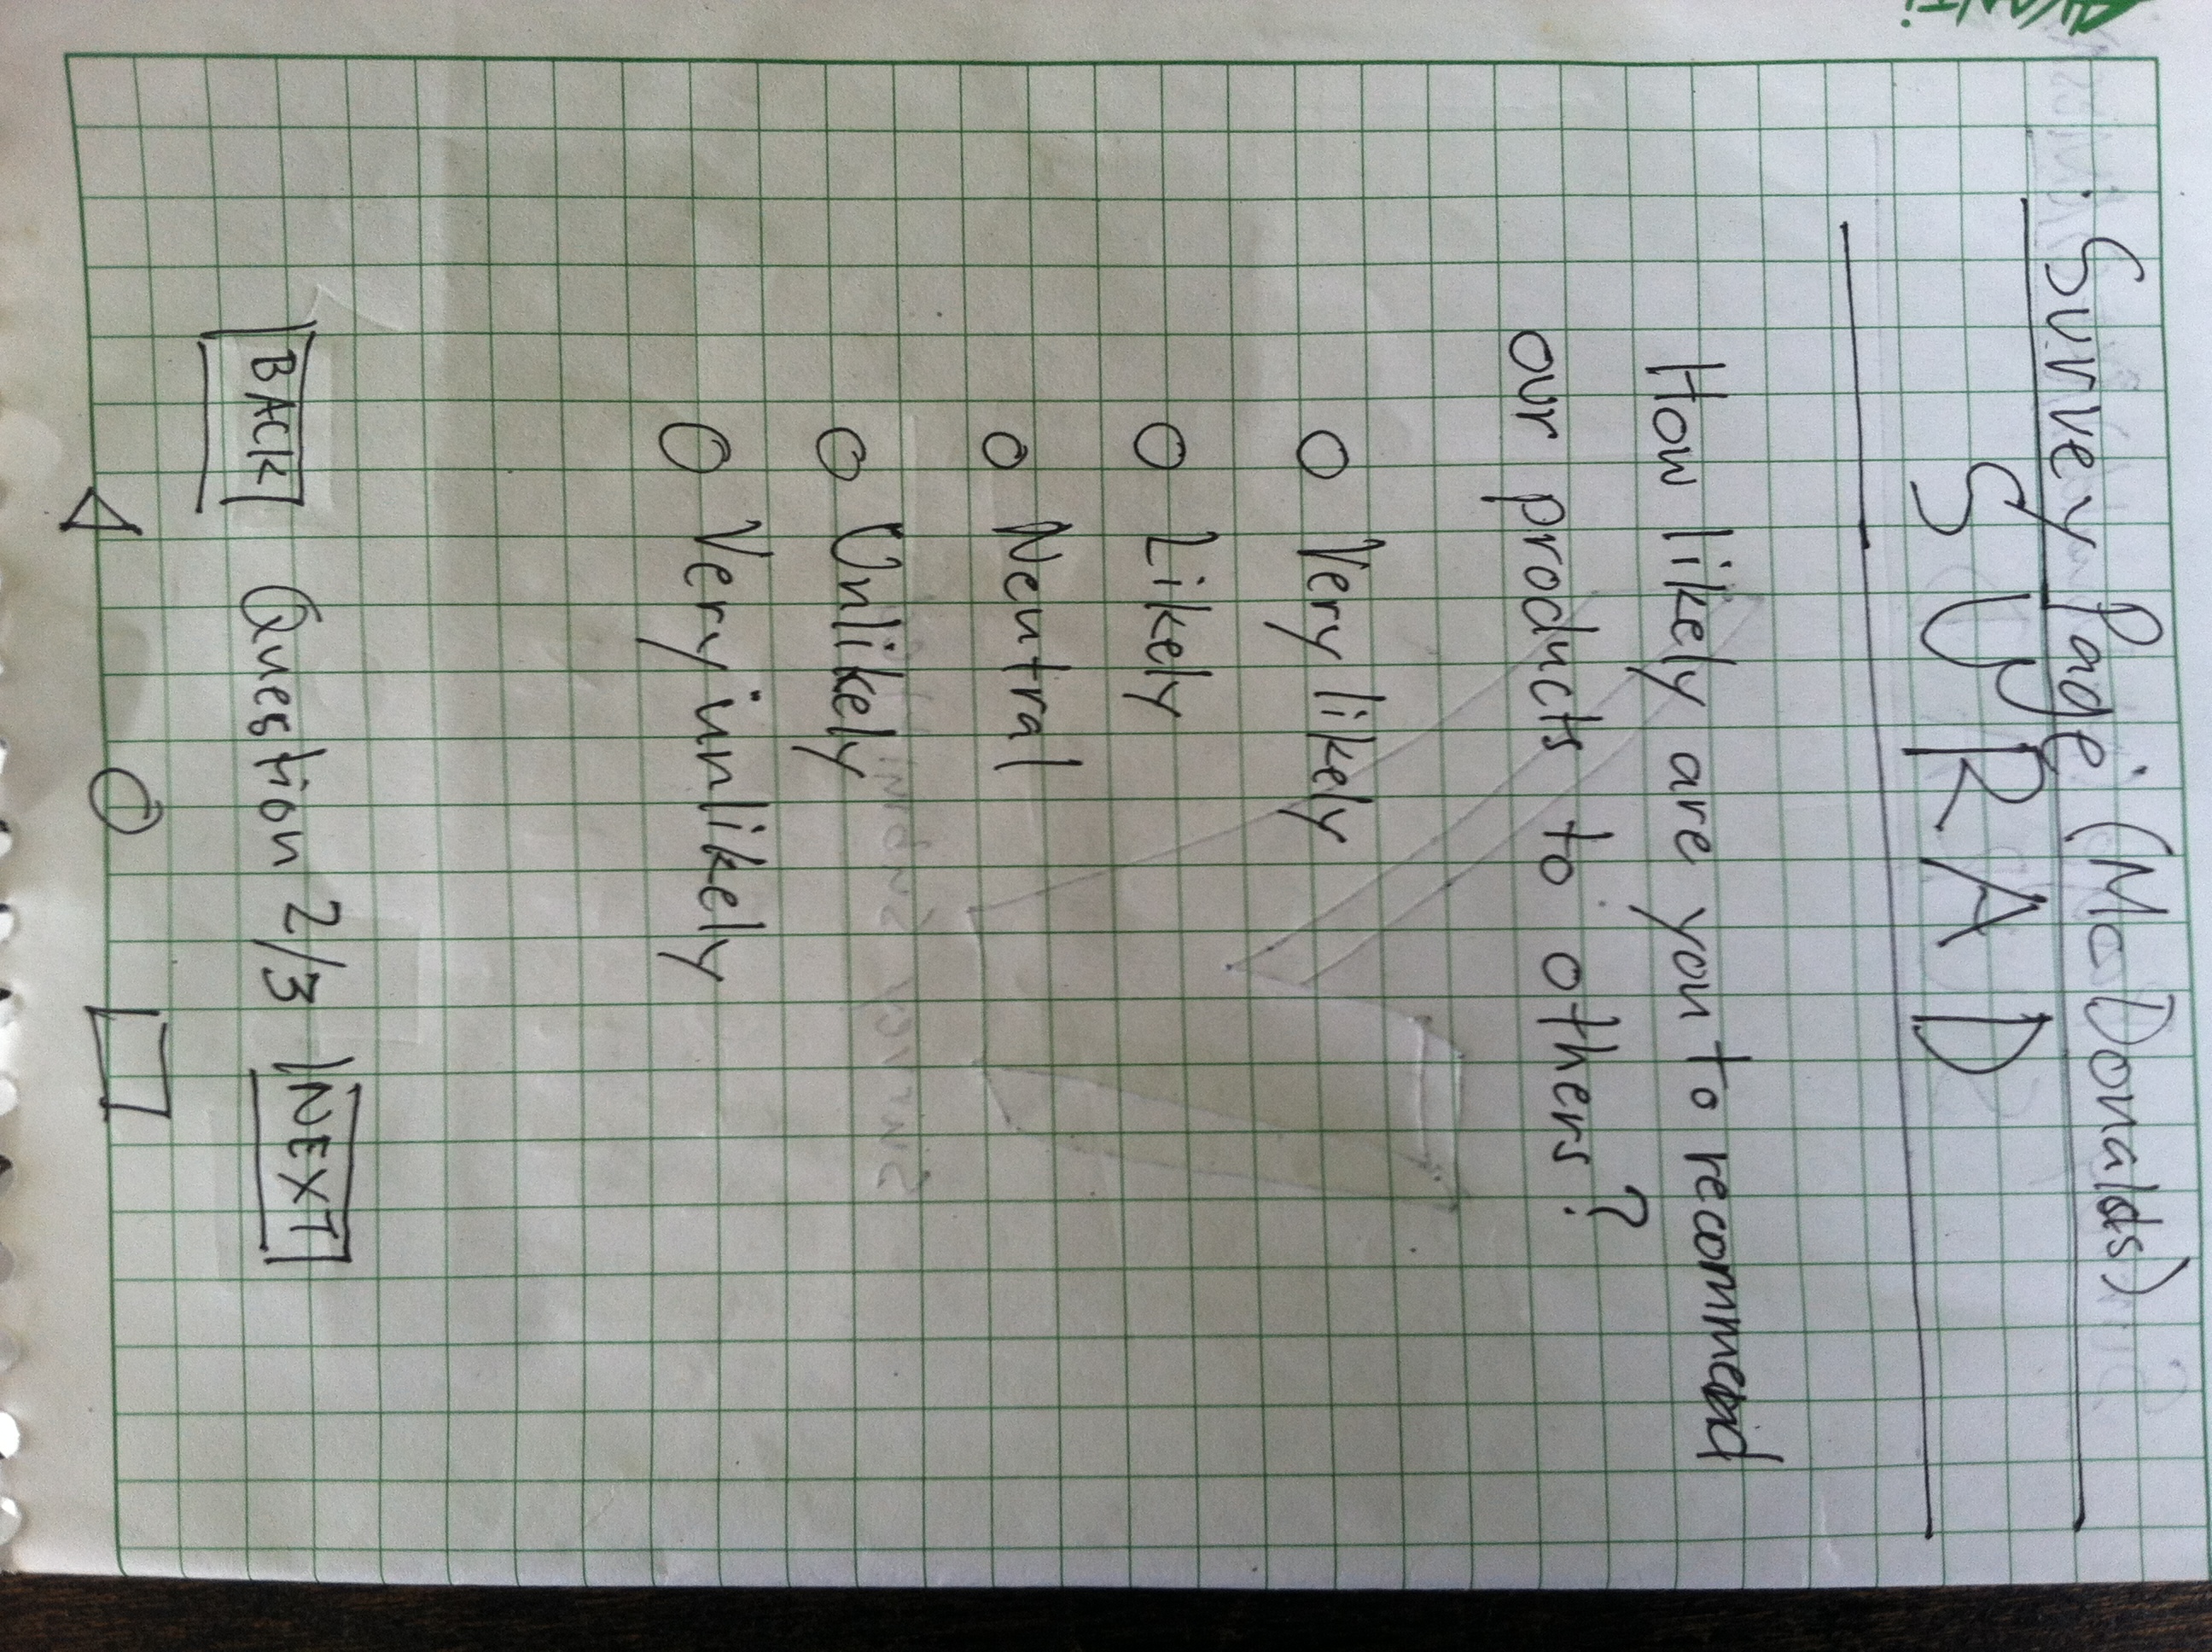 Survey Page: (McDonalds)
SURAD
How likely are you to recommend
our products to others?
Very likely
Likely
Neutral
Unlikely
Very unlikely
BACK Question 2/3 NEXT